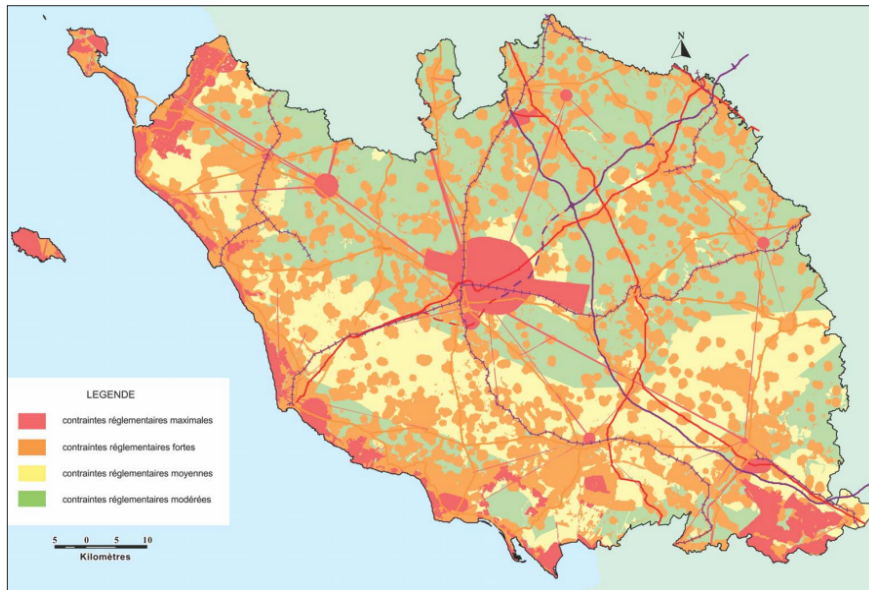 N
LEGENDE
contraintes réglementaires maximales
contraintes réglementaires fortes
contraintes réglementaires moyennes
contraintes réglementaires modérées
5 0 5 10
Kilomètres